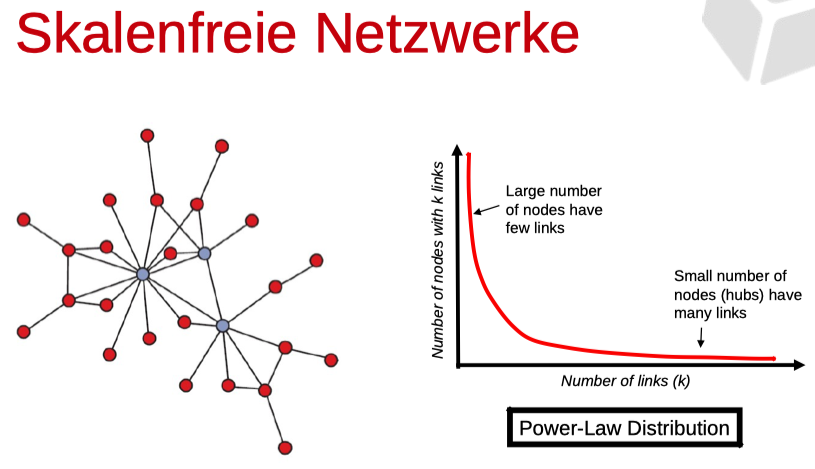 Skalenfreie Netzwerke
Number of nodes with k links
Large number
of nodes have
few links
Small number of
nodes (hubs) have
many links
Number of links (k)
Power-Law Distribution